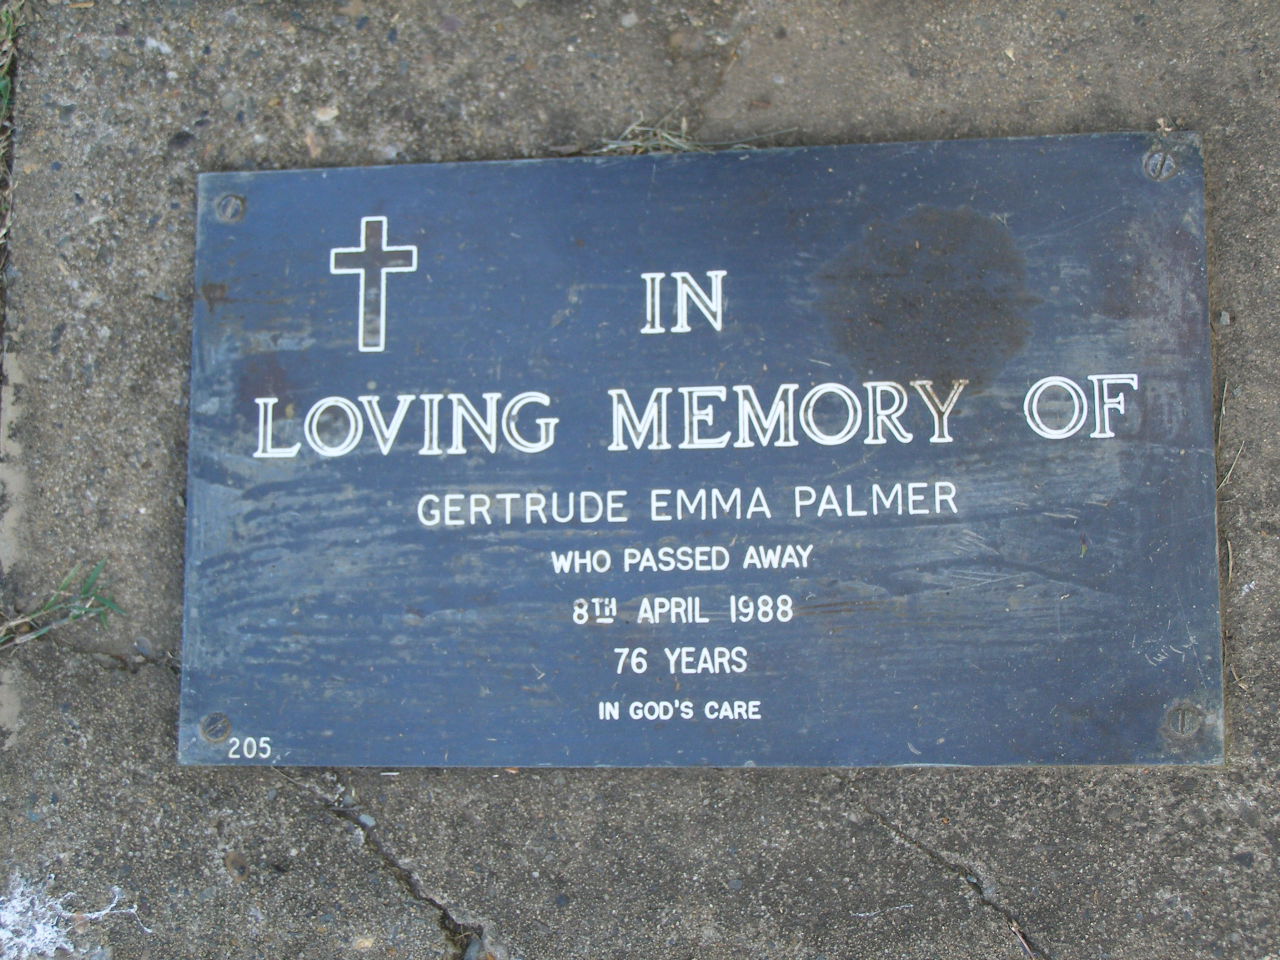 IN
LOVING MEMORY OF
GERTRUDE EMMA PALMER
WHO PASSED AWAY
8TH APRIL 1988
76 YEARS
IN GOD'S CARE
205